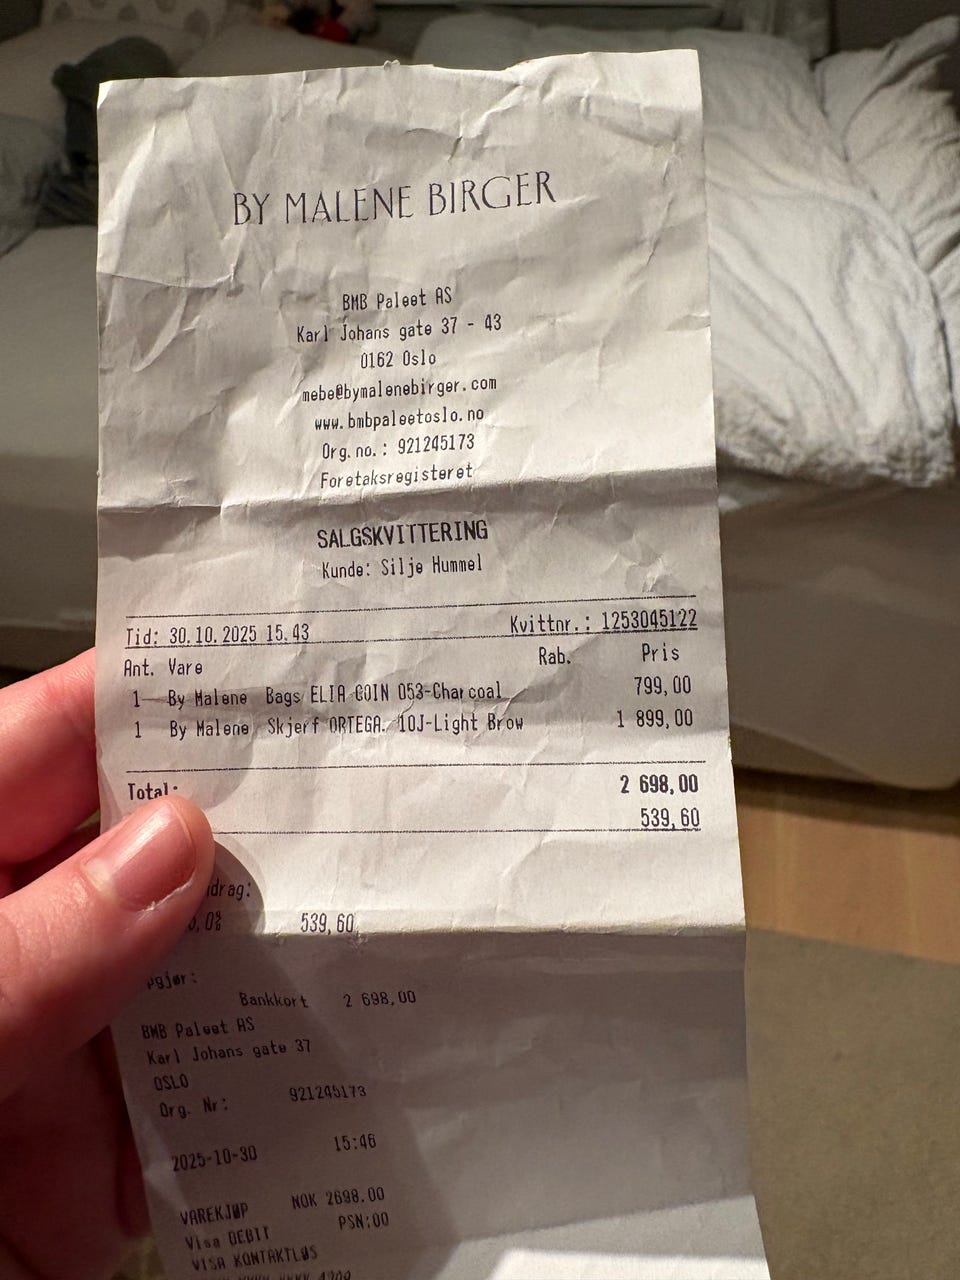 BY MALENE BIRGER
BMB Paleet AS
Karl Johans gate 37 - 43
0162 Oslo
mebe@bymalenebirger.com
www.bmbpaleetoslo.no
Org.no.: 921245173
Foretaksregisteret
SALGSKVITTERING
Kunde: Silje Hummel
Tid: 30.10.2025 15.43 Kvittnr.: 1253045122
Ant. Vare Rab. Pris
1 By Malene Bags ELIA COIN 053-Charcoal 799,00
1 By Malene Skjerf ORTEGA. 10J-Light Brow 1 899,00
Total: 2 698,00
539,60
drag:
,0% 539,60
gjør:
Bankkort 2 698,00
BMB Paleet AS
Karl Johans gate 37
OSLO
Org. Nr: 921245173
2025-10-30 15:46
VAREKJØP NOK 2698.00
Visa DEBIT PSN:00
VISA KONTAKTLØS